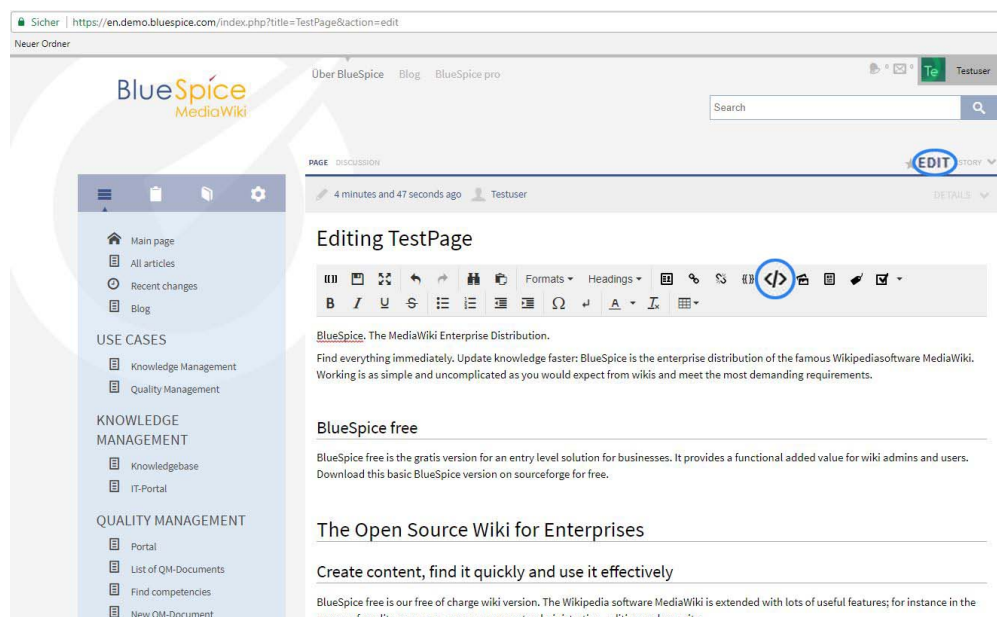 Sicher | https://en.demo.bluespice.com/index.php?title=TestPage&action=edit
Neuer Ordner
BlueSpice
MediaWiki
Über BlueSpice Blog BlueSpice pro
Te Testuser
Search
PAGE DISCUSSION
EDIT STORY
4 minutes and 47 seconds ago Testuser
DETAILS
Main page
All articles
Recent changes
Blog
USE CASES
Knowledge Management
Quality Management
KNOWLEDGE
MANAGEMENT
Knowledgebase
IT-Portal
QUALITY MANAGEMENT
Portal
List of QM-Documents
Find competencies
New QM-Document
Editing TestPage
Formats Headings
B I U S Ω A Tx
BlueSpice. The MediaWiki Enterprise Distribution.
Find everything immediately. Update knowledge faster: BlueSpice is the enterprise distribution of the famous Wikipediasoftware MediaWiki.
Working is as simple and uncomplicated as you would expect from wikis and meet the most demanding requirements.
BlueSpice free
BlueSpice free is the gratis version for an entry level solution for businesses. It provides a functional added value for wiki admins and users.
Download this basic BlueSpice version on sourceforge for free.
The Open Source Wiki for Enterprises
Create content, find it quickly and use it effectively
BlueSpice free is our free of charge wiki version. The Wikipedia software MediaWiki is extended with lots of useful features; for instance in the